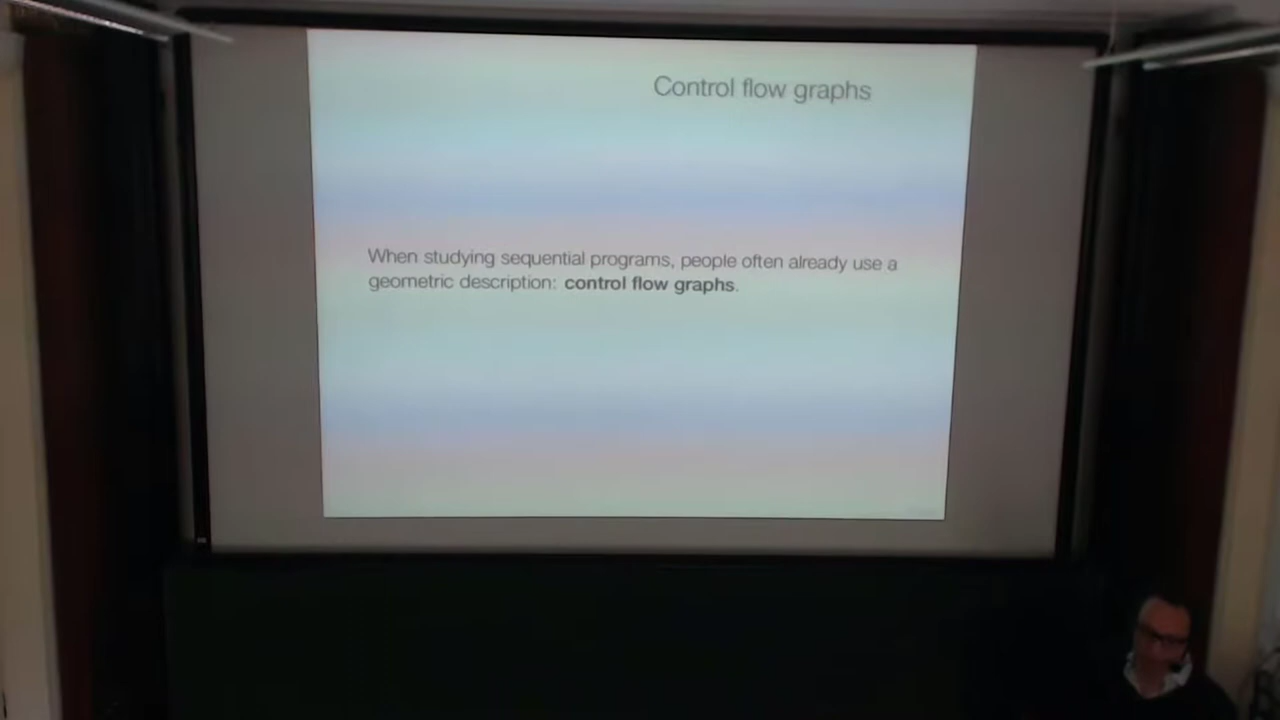 Control flow graphs
When studying sequential programs, people often already use a
geometric description: control flow graphs.